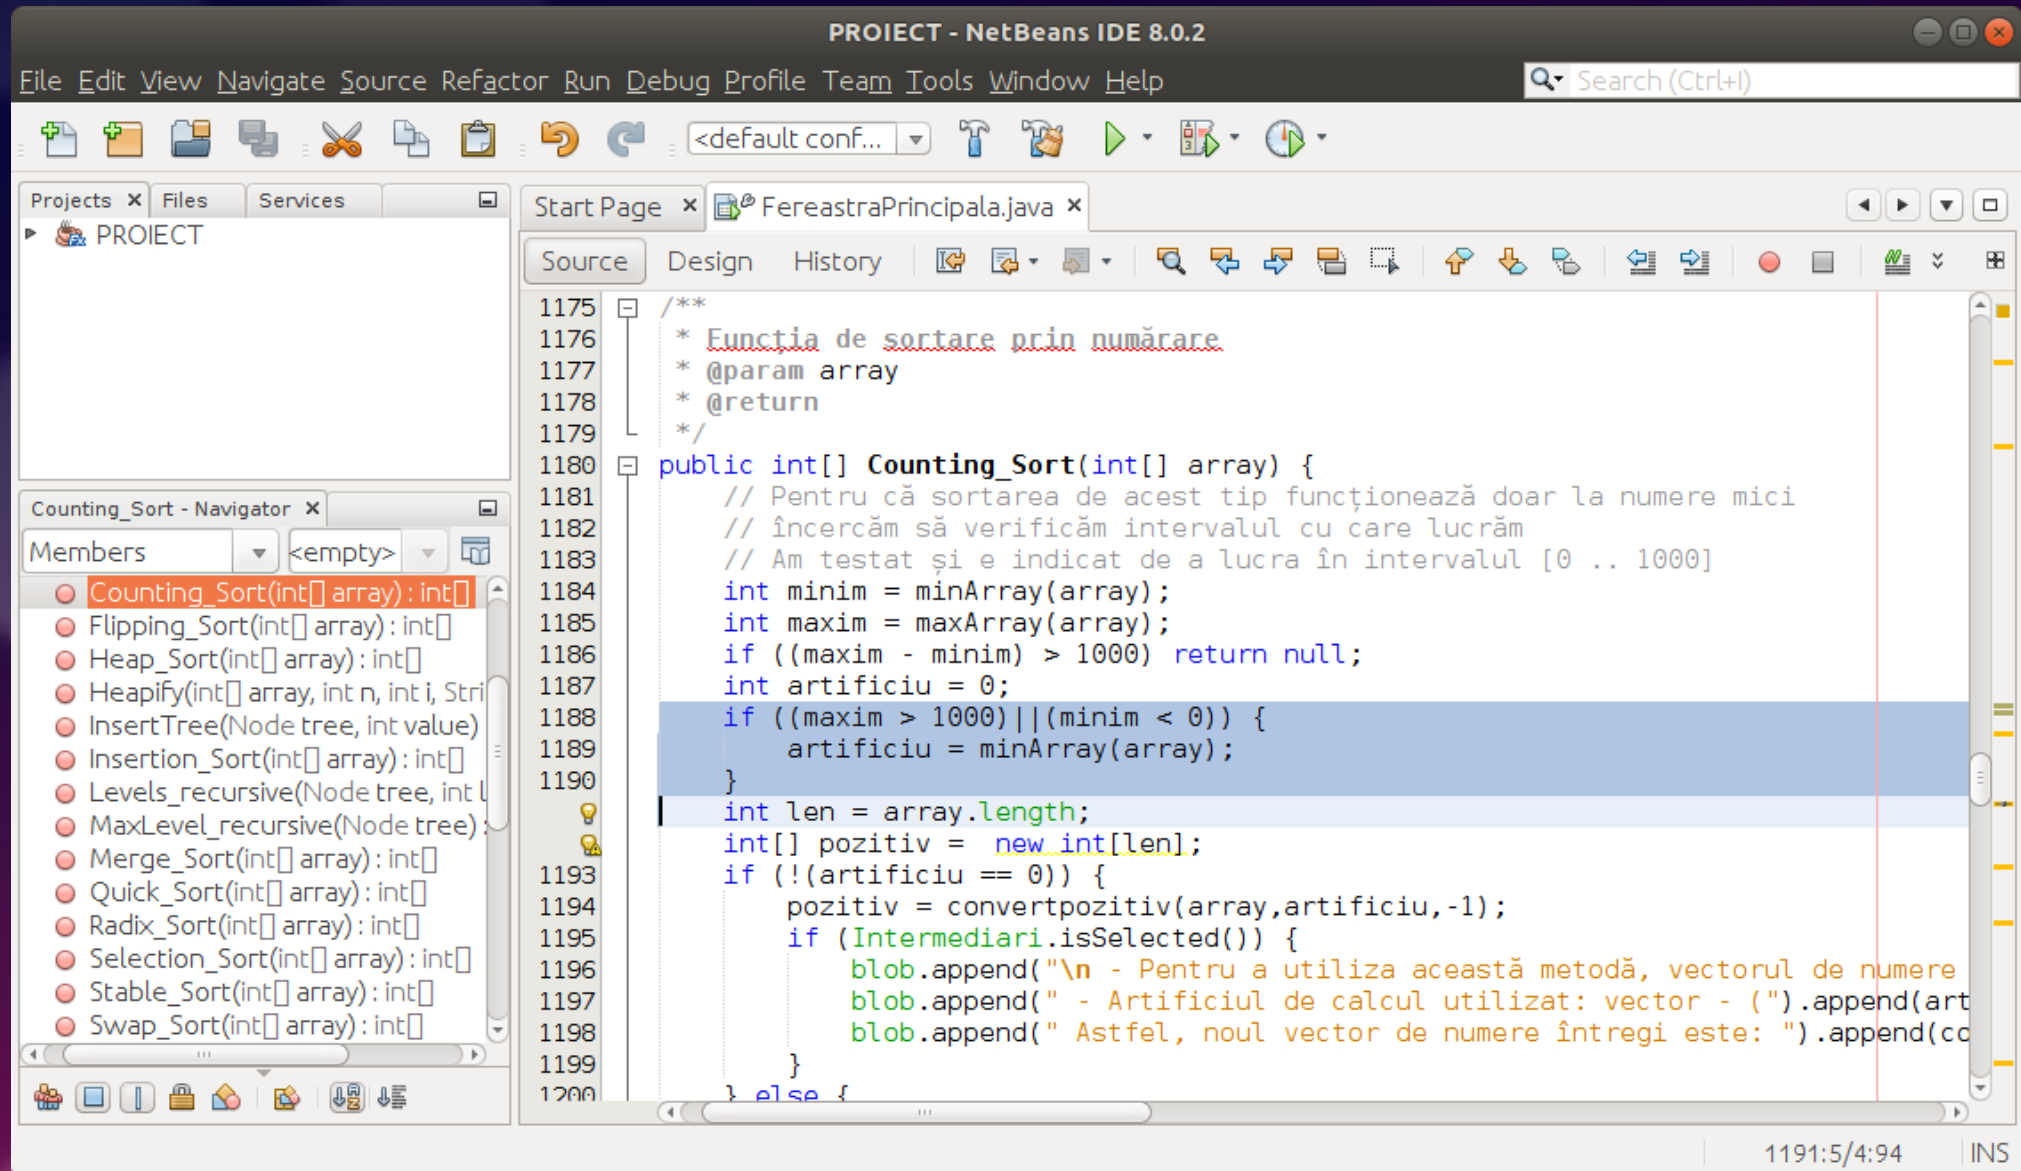 PROIECT - NetBeans IDE 8.0.2
File Edit View Navigate Source Refactor Run Debug Profile Team Tools Window Help
Search (Ctrl+I)
<default conf...
Projects Files Services
PROIECT
Counting_Sort - Navigator
Members <empty>
Counting_Sort(int[] array) : int[]
Flipping_Sort(int[] array) : int[]
Heap_Sort(int[] array) : int[]
Heapify(int[] array, int n, int i, Stri
InsertTree(Node tree, int value)
Insertion_Sort(int[] array) : int[]
Levels_recursive(Node tree, int l
MaxLevel_recursive(Node tree) :
Merge_Sort(int[] array) : int[]
Quick_Sort(int[] array) : int[]
Radix_Sort(int[] array) : int[]
Selection_Sort(int[] array) : int[]
Stable_Sort(int[] array) : int[]
Swap_Sort(int[] array) : int[]
Start Page FereastraPrincipala.java
Source Design History
1175 /**
1176 * Funcția de sortare prin numărare
1177 * @param array
1178 * @return
1179 */
1180 public int[] Counting_Sort(int[] array) {
1181 // Pentru că sortarea de acest tip funcționează doar la numere mici
1182 // încercăm să verificăm intervalul cu care lucrăm
1183 // Am testat și e indicat de a lucra în intervalul [0 .. 1000]
1184 int minim = minArray(array);
1185 int maxim = maxArray(array);
1186 if ((maxim - minim) > 1000) return null;
1187 int artificiu = 0;
1188 if ((maxim > 1000)||(minim < 0)) {
1189 artificiu = minArray(array);
1190 }
int len = array.length;
int[] pozitiv =  new int[len];
1193 if (!(artificiu == 0)) {
1194 pozitiv = convertpozitiv(array,artificiu,-1);
1195 if (Intermediari.isSelected()) {
1196 blob.append("\n - Pentru a utiliza această metodă, vectorul de numere
1197 blob.append(" - Artificiul de calcul utilizat: vector - (").append(art
1198 blob.append(" Astfel, noul vector de numere întregi este: ").append(co
1199 }
1200 } else {
1191:5/4:94 INS